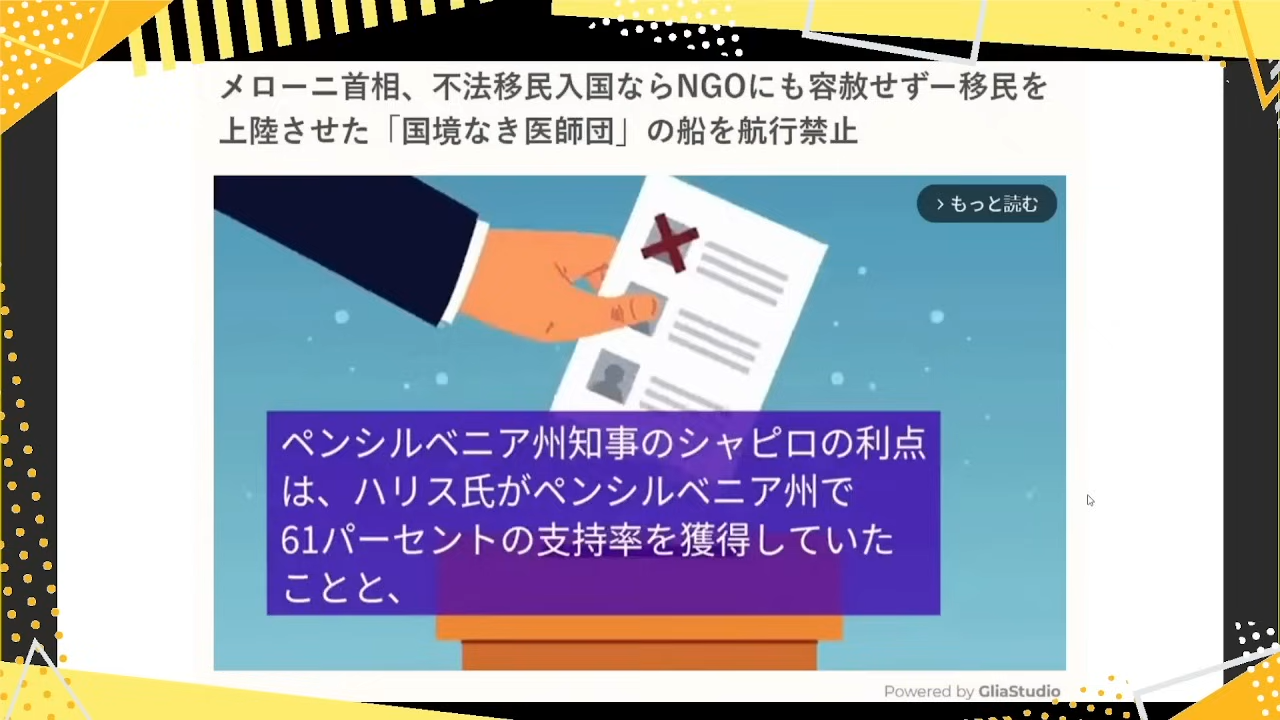 メローニ首相、不法移民入国ならNGOにも容赦せずー移民を
上陸させた「国境なき医師団」の船を航行禁止
もっと読む
ペンシルベニア州知事のシャピロの利点
は、ハリス氏がペンシルベニア州で
61パーセントの支持率を獲得していた
ことと、
Powered by GliaStudio